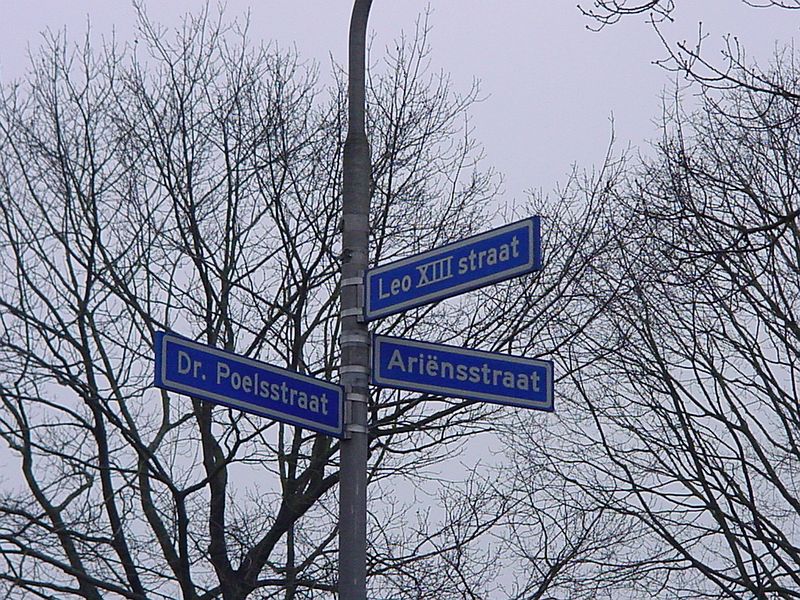 Leo XIII straat
Ariënsstraat
Dr. Poelsstraat